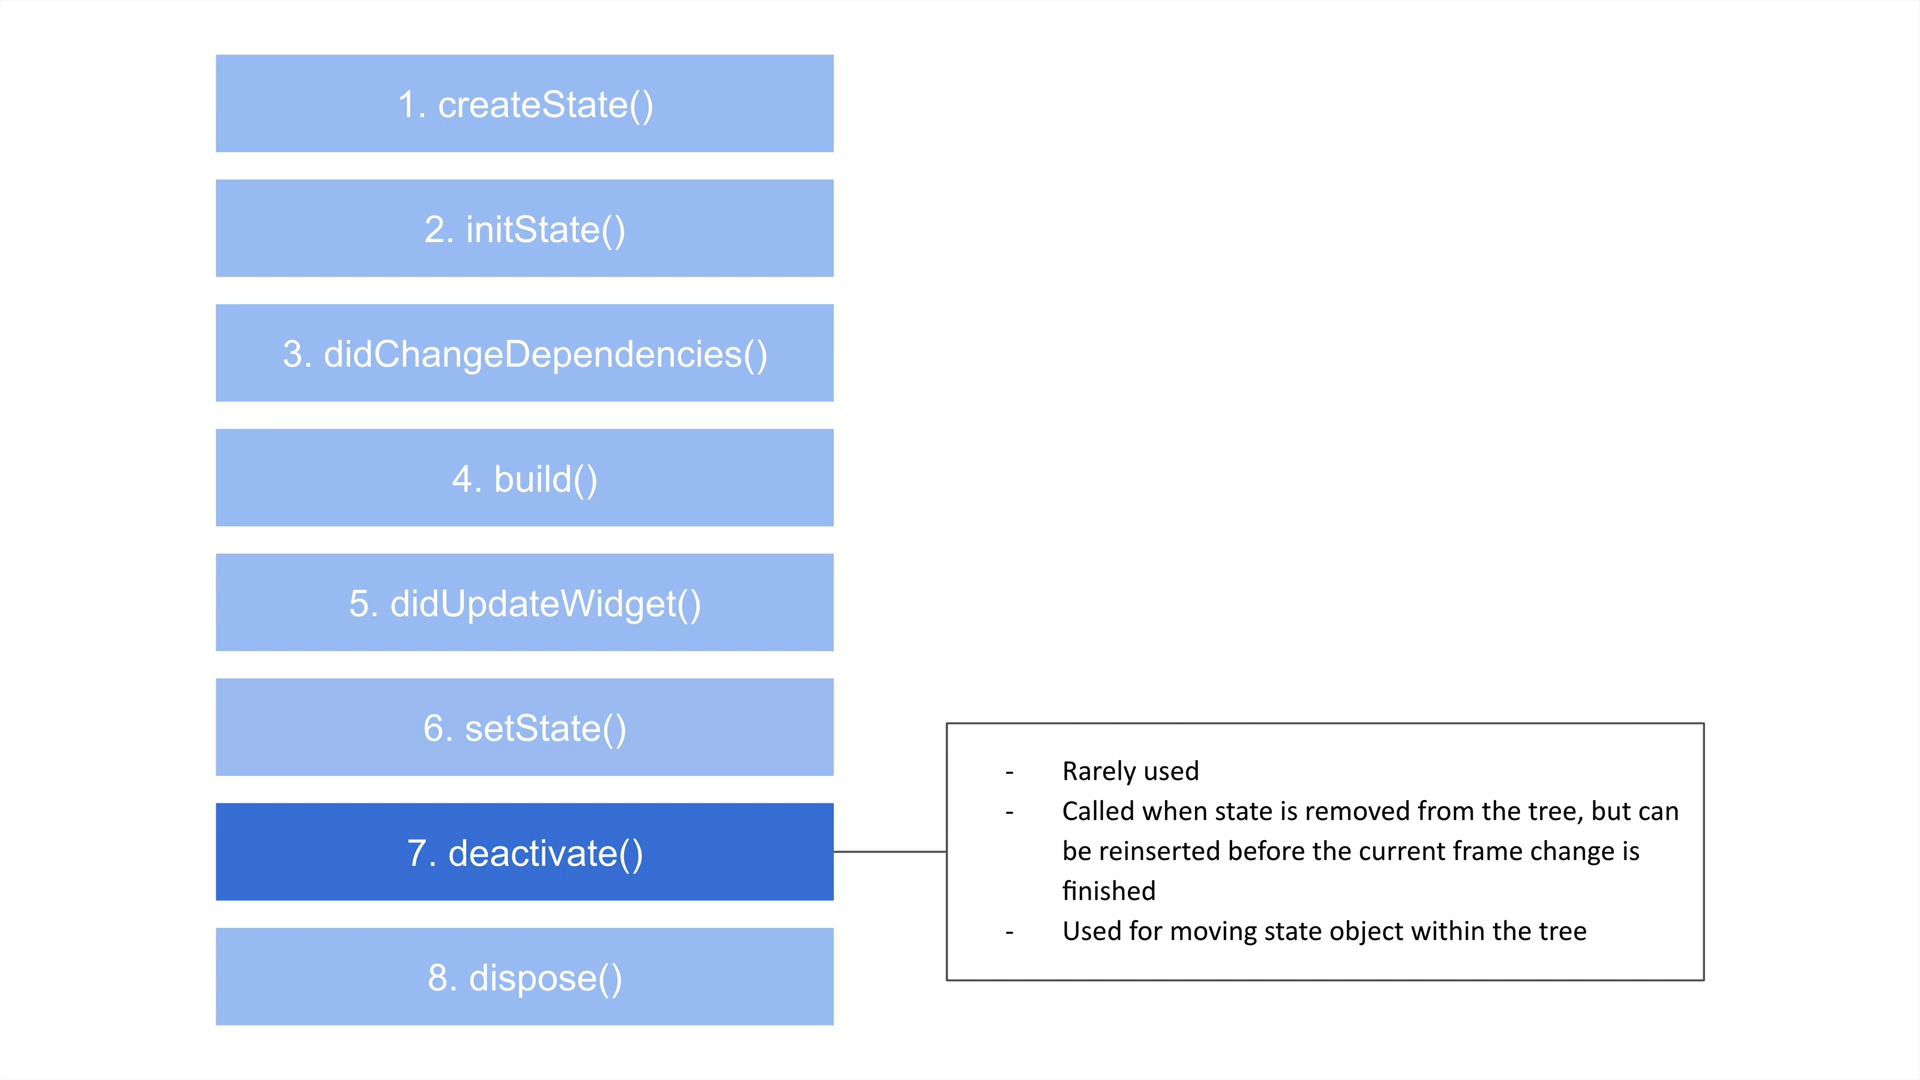 1. createState()
2. initState()
3. didChangeDependencies()
4. build()
5. didUpdateWidget()
6. setState()
7. deactivate()
- Rarely used
- Called when state is removed from the tree, but can
be reinserted before the current frame change is
finished
- Used for moving state object within the tree
8. dispose()